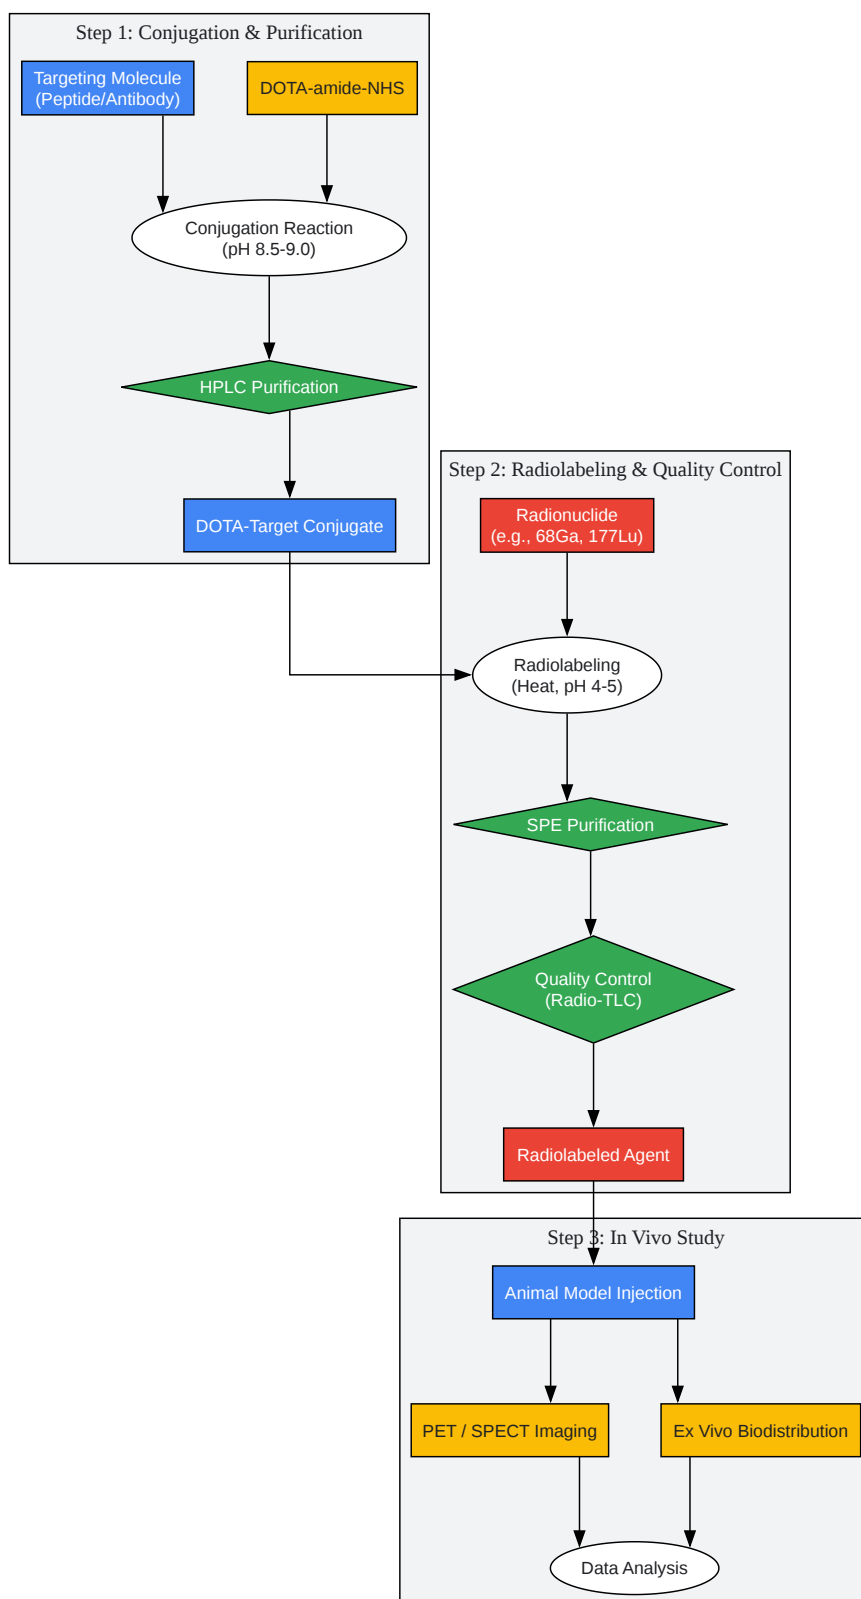 Step 1: Conjugation & Purification
Targeting Molecule
(Peptide/Antibody)
DOTA-amide-NHS
Conjugation Reaction
(pH 8.5-9.0)
HPLC Purification
DOTA-Target Conjugate
Step 2: Radiolabeling & Quality Control
Radionuclide
(e.g., 68Ga, 177Lu)
Radiolabeling
(Heat, pH 4-5)
SPE Purification
Quality Control
(Radio-TLC)
Radiolabeled Agent
Step 3: In Vivo Study
Animal Model Injection
PET / SPECT Imaging
Ex Vivo Biodistribution
Data Analysis